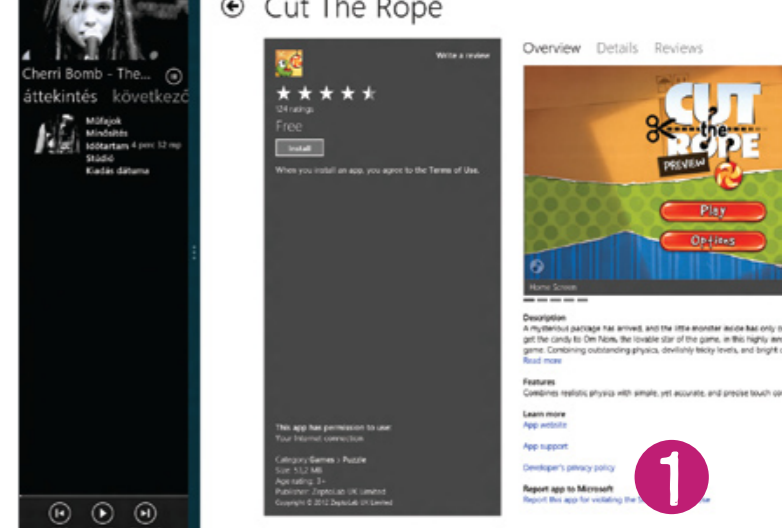 Cut The Rope
Cherri Bomb - The...
áttekintés következő
Műfajok
Minősítés
Időtartam 4 perc 12 mp
Stúdió
Kiadás dátuma
Write a review
124 ratings
Free
Install
When you install an app, you agree to the Terms of Use.
This app has permission to use
Your Internet connection
Category Games > Puzzle
Size: 51,2 MB
Age rating: 3+
Publisher: ZeptoLab UK Limited
Copyright © 2012 ZeptoLab UK Limited
Overview Details Reviews
CUT
the
ROPE
PREVIEW
Play
Options
Home Screen
Description
A mysterious package has arrived, and the little monster inside has only
get the candy to Om Nom, the lovable star of the game, in this highly
game. Combining outstanding physics, devilishly tricky levels, and bright
Read more
Features
Combines realistic physics with simple, yet accurate, and precise touch
Learn more
App website
App support
Developer's privacy policy
Report app to Microsoft
Report this app for violating the
1